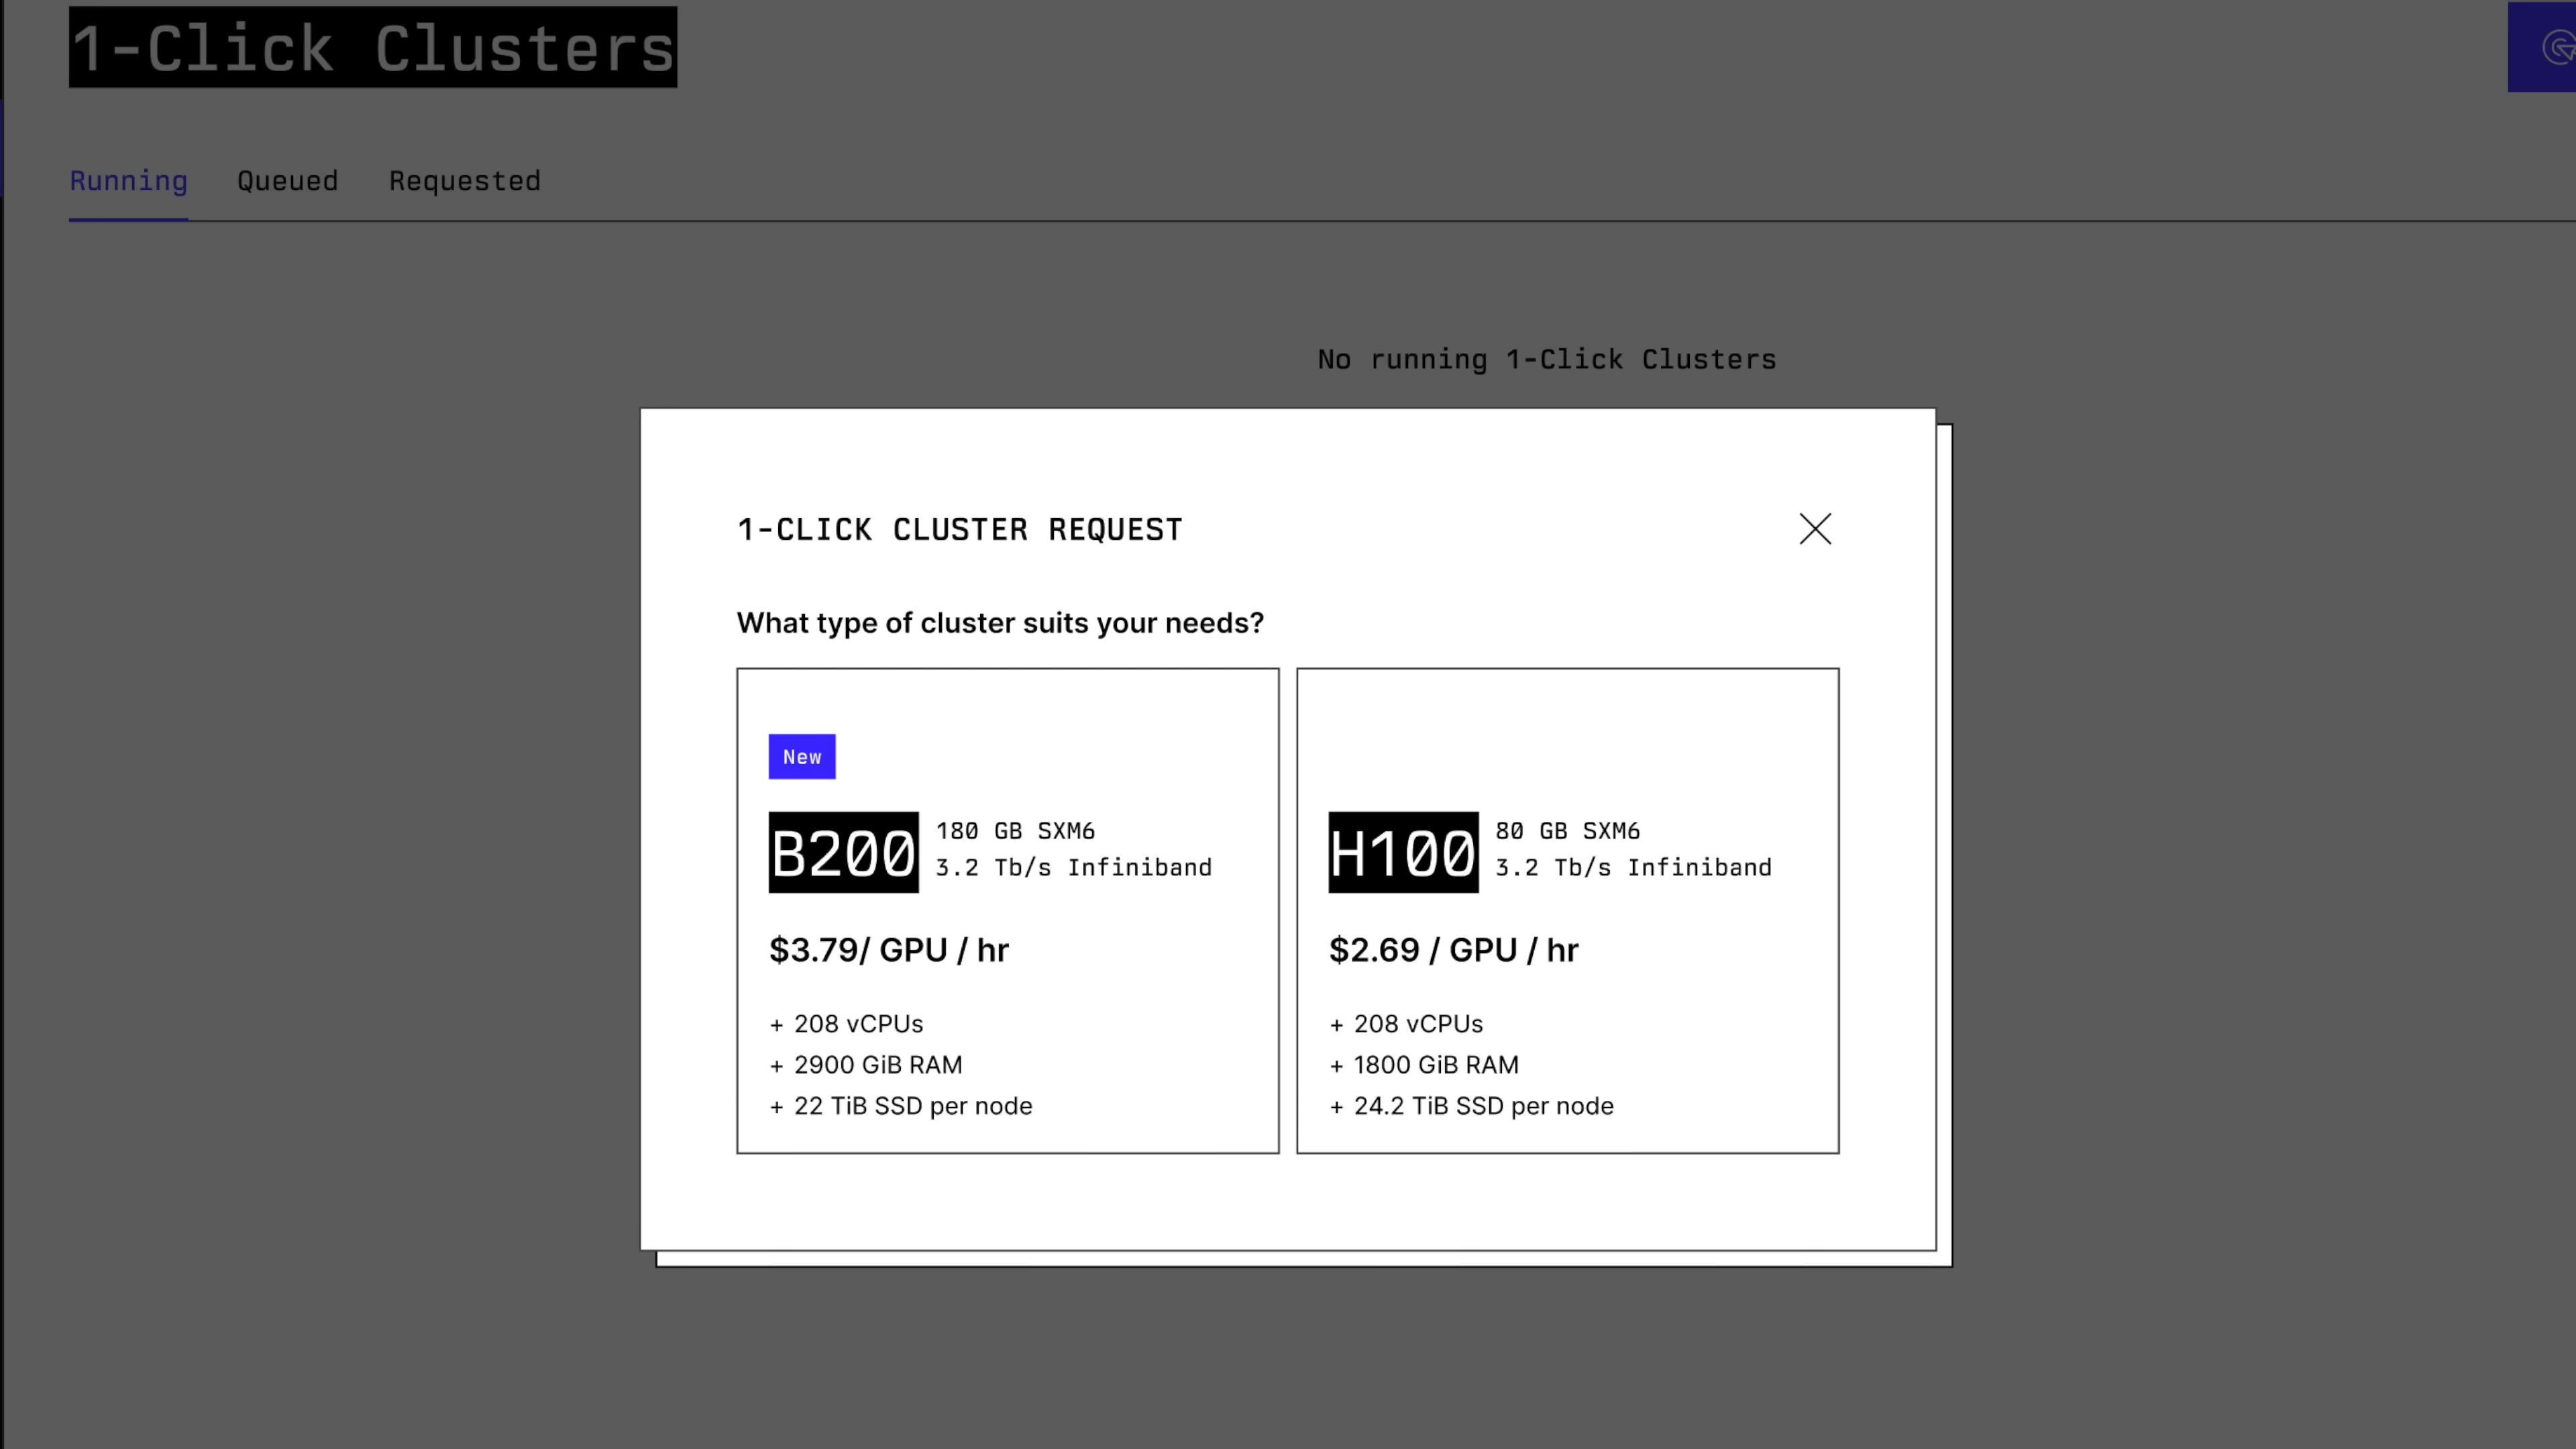 1-Click Clusters
Running Queued Requested
No running 1-Click Clusters
1-CLICK CLUSTER REQUEST
What type of cluster suits your needs?
New
B200
180 GB SXM6
3.2 Tb/s Infiniband
$3.79/ GPU / hr
+ 208 vCPUs
+ 2900 GiB RAM
+ 22 TiB SSD per node
H100
80 GB SXM6
3.2 Tb/s Infiniband
$2.69 / GPU / hr
+ 208 vCPUs
+ 1800 GiB RAM
+ 24.2 TiB SSD per node